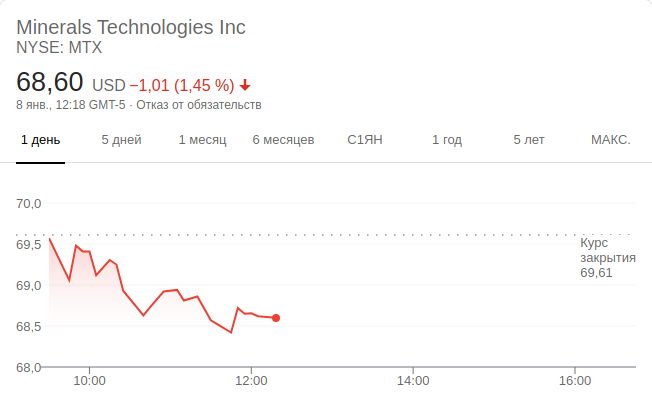 Minerals Technologies Inc
NYSE: MTX
68,60 USD −1,01 (1,45 %)
8 янв., 12:18 GMT-5 · Отказ от обязательств
1 день 5 дней 1 месяц 6 месяцев С1ЯН 1 год 5 лет МАКС.
70,0
69,5
69,0
68,5
68,0
Курс
закрытия
69,61
10:00 12:00 14:00 16:00